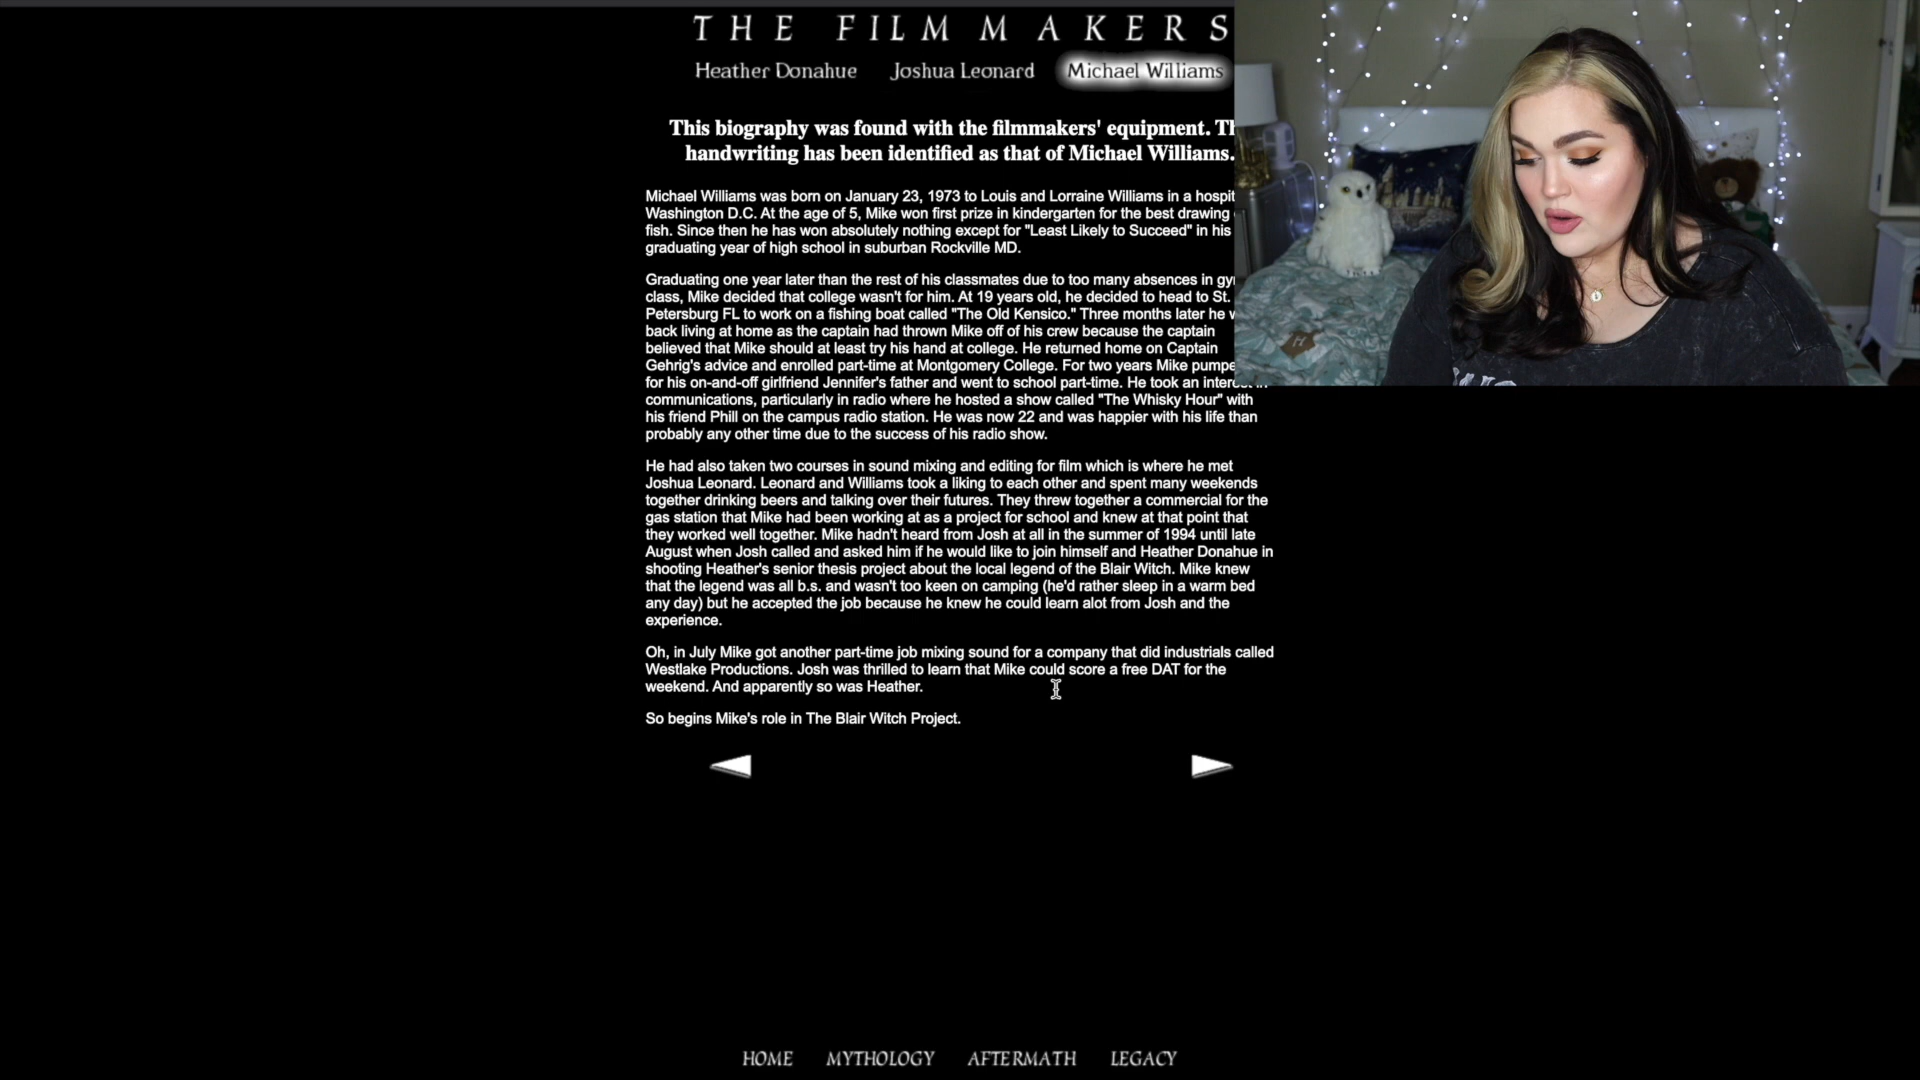 THE FILMMAKERS
Heather Donahue Joshua Leonard Michael Williams
This biography was found with the filmmakers' equipment.
handwriting has been identified as that of Michael Williams.
Michael Williams was born on January 23, 1973 to Louis and Lorraine Williams in a
Washington D.C. At the age of 5, Mike won first prize in kindergarten for the best drawing
fish. Since then he has won absolutely nothing except for "Least Likely to Succeed" in his
graduating year of high school in suburban Rockville MD.
Graduating one year later than the rest of his classmates due to too many absences in
class, Mike decided that college wasn't for him. At 19 years old, he decided to head to St.
Petersburg FL to work on a fishing boat called "The Old Kensico." Three months later he
back living at home as the captain had thrown Mike off of his crew because the captain
believed that Mike should at least try his hand at college. He returned home on Captain
Gehrig's advice and enrolled part-time at Montgomery College. For two years Mike
for his on-and-off girlfriend Jennifer's father and went to school part-time. He took an interest in
communications, particularly in radio where he hosted a show called "The Whisky Hour" with
his friend Phill on the campus radio station. He was now 22 and was happier with his life than
probably any other time due to the success of his radio show.
He had also taken two courses in sound mixing and editing for film which is where he met
Joshua Leonard. Leonard and Williams took a liking to each other and spent many weekends
together drinking beers and talking over their futures. They threw together a commercial for the
gas station that Mike had been working at as a project for school and knew at that point that
they worked well together. Mike hadn't heard from Josh at all in the summer of 1994 until late
August when Josh called and asked him if he would like to join himself and Heather Donahue in
shooting Heather's senior thesis project about the local legend of the Blair Witch. Mike knew
that the legend was all b.s. and wasn't too keen on camping (he'd rather sleep in a warm bed
any day) but he accepted the job because he knew he could learn alot from Josh and the
experience.
Oh, in July Mike got another part-time job mixing sound for a company that did industrials called
Westlake Productions. Josh was thrilled to learn that Mike could score a free DAT for the
weekend. And apparently so was Heather.
So begins Mike's role in The Blair Witch Project.
HOME MYTHOLOGY AFTERMATH LEGACY